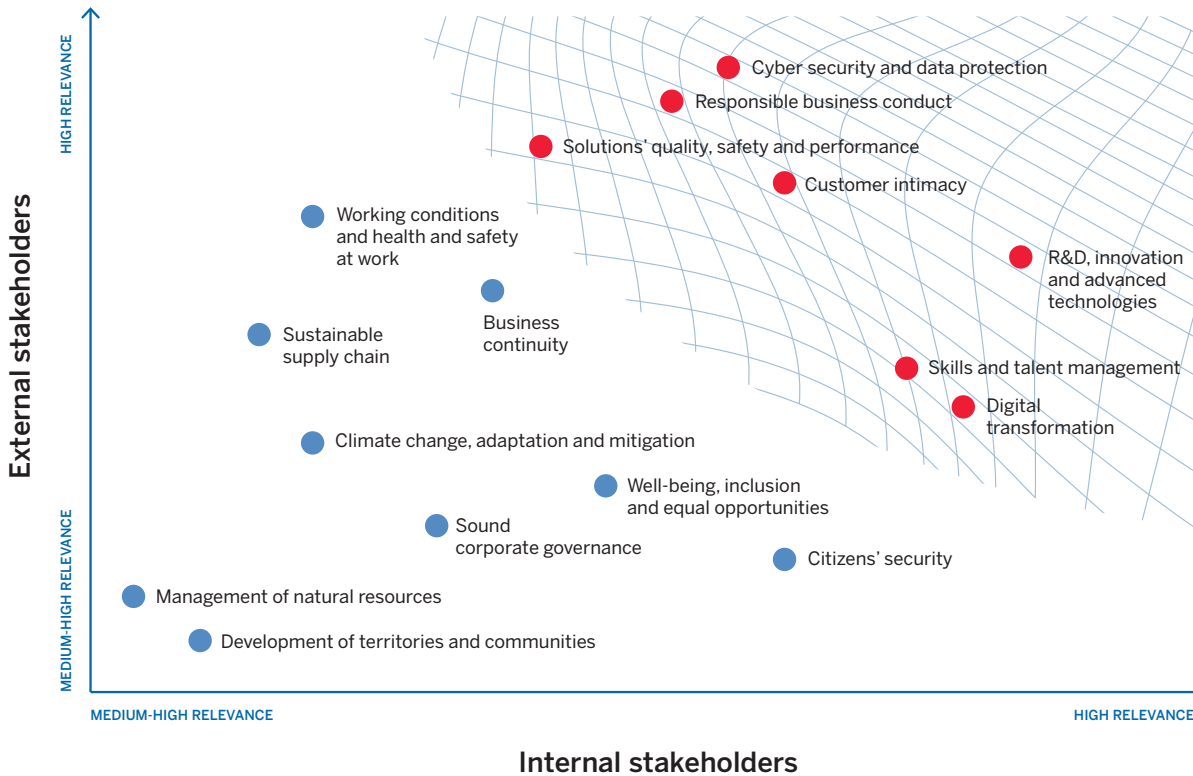 HIGH RELEVANCE
External stakeholders
MEDIUM-HIGH RELEVANCE
Cyber security and data protection
Responsible business conduct
Solutions’ quality, safety and performance
Customer intimacy
Working conditions
and health and safety
at work
R&D, innovation
and advanced
technologies
Business
continuity
Sustainable
supply chain
Skills and talent management
Digital
transformation
Climate change, adaptation and mitigation
Well-being, inclusion
and equal opportunities
Sound
corporate governance
Citizens’ security
Management of natural resources
Development of territories and communities
MEDIUM-HIGH RELEVANCE
HIGH RELEVANCE
Internal stakeholders